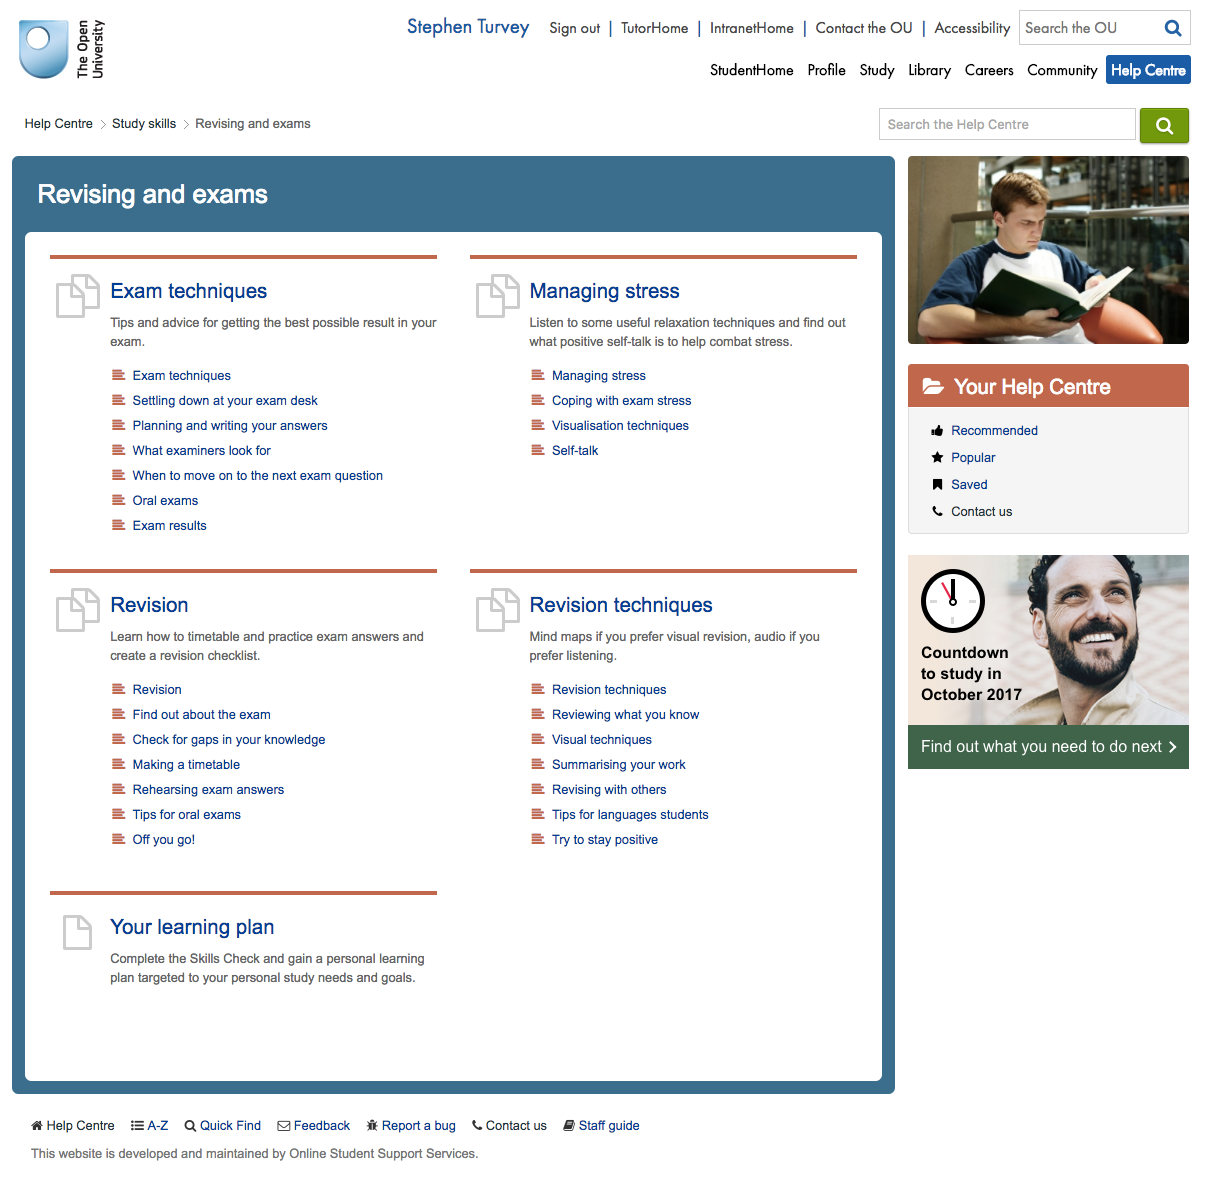 The Open
University
Stephen Turvey
Sign out | TutorHome | IntranetHome | Contact the OU | Accessibility
Search the OU
StudentHome Profile Study Library Careers Community Help Centre
Help Centre > Study skills > Revising and exams
Search the Help Centre
Revising and exams
Exam techniques
Tips and advice for getting the best possible result in your
exam.
Exam techniques
Settling down at your exam desk
Planning and writing your answers
What examiners look for
When to move on to the next exam question
Oral exams
Exam results
Managing stress
Listen to some useful relaxation techniques and find out
what positive self-talk is to help combat stress.
Managing stress
Coping with exam stress
Visualisation techniques
Self-talk
Revision
Learn how to timetable and practice exam answers and
create a revision checklist.
Revision
Find out about the exam
Check for gaps in your knowledge
Making a timetable
Rehearsing exam answers
Tips for oral exams
Off you go!
Revision techniques
Mind maps if you prefer visual revision, audio if you
prefer listening.
Revision techniques
Reviewing what you know
Visual techniques
Summarising your work
Revising with others
Tips for languages students
Try to stay positive
Your learning plan
Complete the Skills Check and gain a personal learning
plan targeted to your personal study needs and goals.
Your Help Centre
Recommended
Popular
Saved
Contact us
Countdown
to study in
October 2017
Find out what you need to do next
Help Centre A-Z Quick Find Feedback Report a bug Contact us Staff guide
This website is developed and maintained by Online Student Support Services.